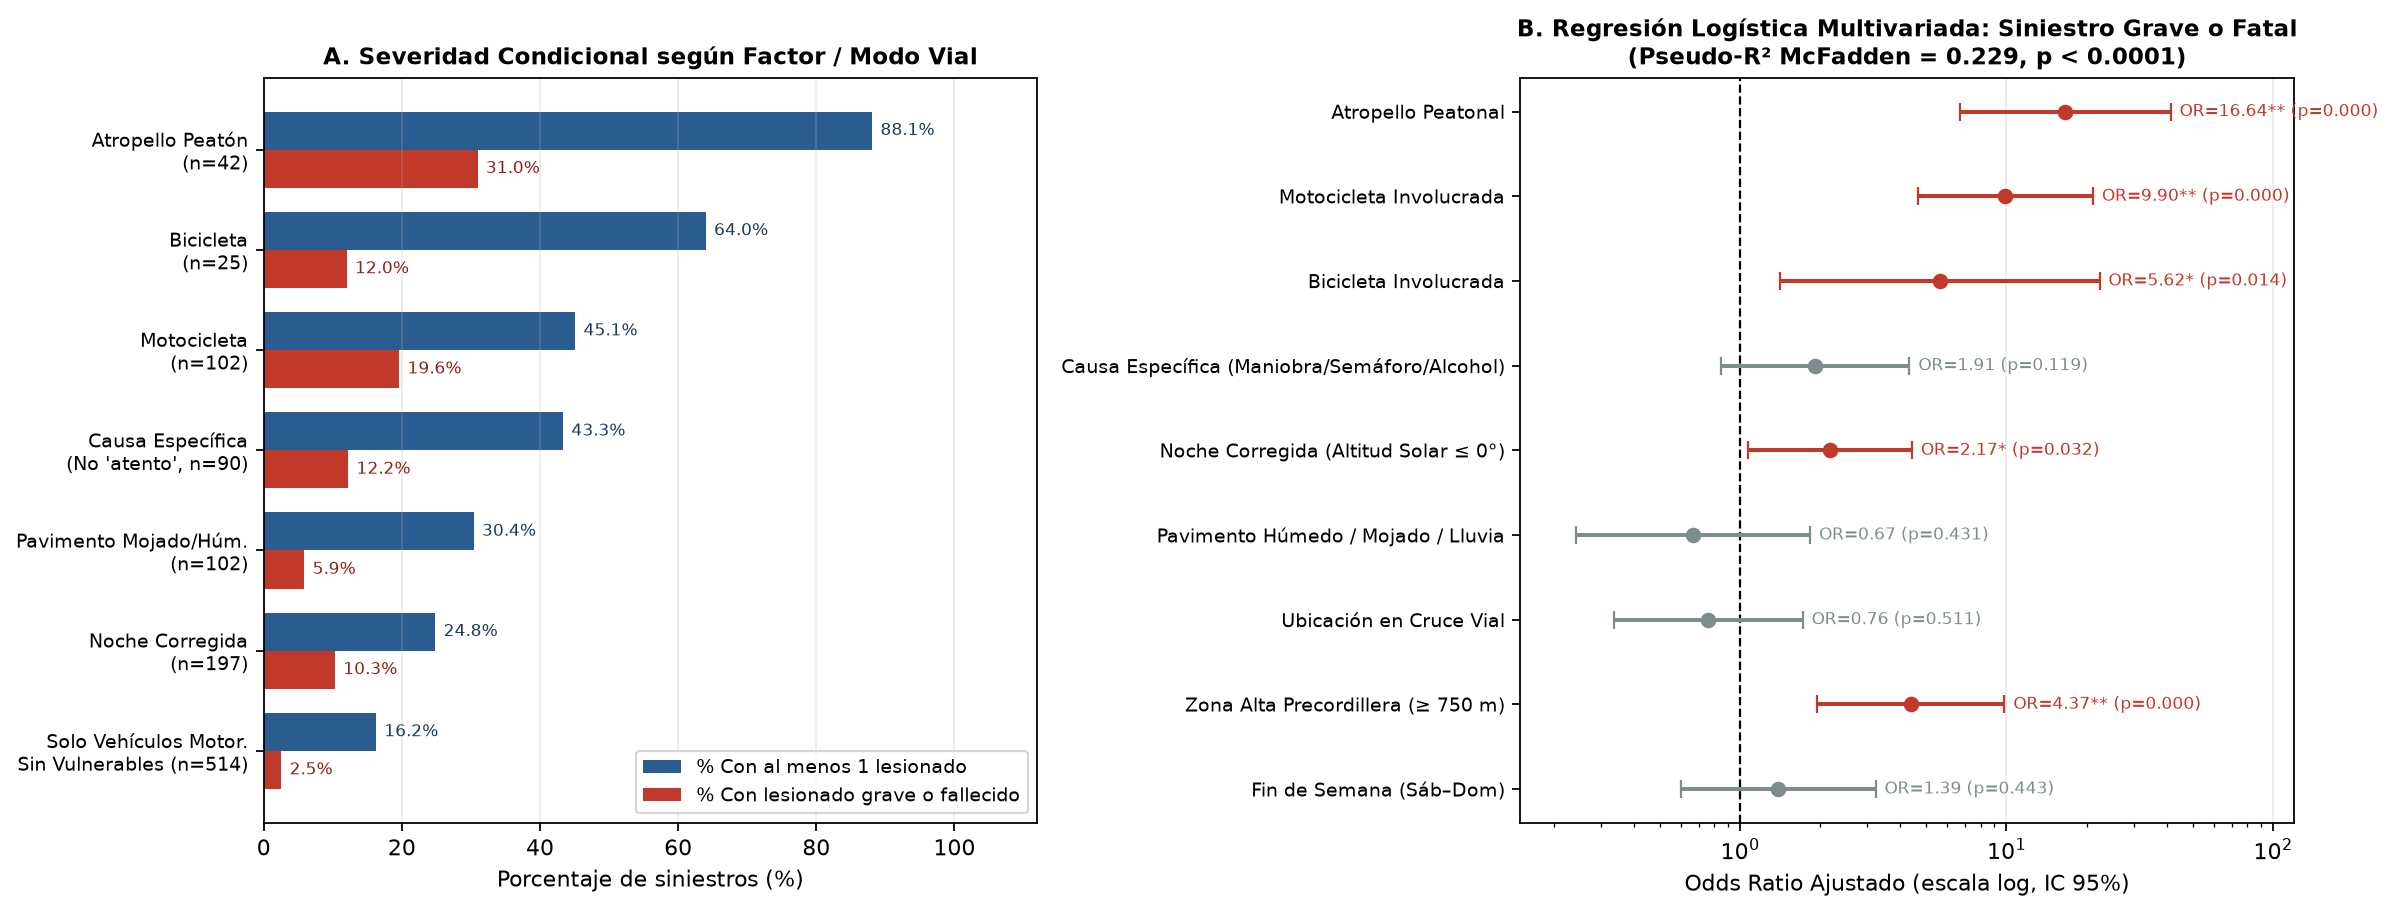 A. Severidad Condicional según Factor / Modo Vial
Atropello Peatón
(n=42)
88.1%
31.0%
Bicicleta
(n=25)
64.0%
12.0%
Motocicleta
(n=102)
45.1%
19.6%
Causa Específica
(No 'atento', n=90)
43.3%
12.2%
Pavimento Mojado/Húm.
(n=102)
30.4%
5.9%
Noche Corregida
(n=197)
24.8%
10.3%
Solo Vehículos Motor.
Sin Vulnerables (n=514)
16.2%
2.5%
% Con al menos 1 lesionado
% Con lesionado grave o fallecido
0 20 40 60 80 100
Porcentaje de siniestros (%)
B. Regresión Logística Multivariada: Siniestro Grave o Fatal
(Pseudo-R² McFadden = 0.229, p < 0.0001)
Atropello Peatonal OR=16.64** (p=0.000)
Motocicleta Involucrada OR=9.90** (p=0.000)
Bicicleta Involucrada OR=5.62* (p=0.014)
Causa Específica (Maniobra/Semáforo/Alcohol) OR=1.91 (p=0.119)
Noche Corregida (Altitud Solar ≤ 0°) OR=2.17* (p=0.032)
Pavimento Húmedo / Mojado / Lluvia OR=0.67 (p=0.431)
Ubicación en Cruce Vial OR=0.76 (p=0.511)
Zona Alta Precordillera (≥ 750 m) OR=4.37** (p=0.000)
Fin de Semana (Sáb–Dom) OR=1.39 (p=0.443)
10⁰ 10¹ 10²
Odds Ratio Ajustado (escala log, IC 95%)